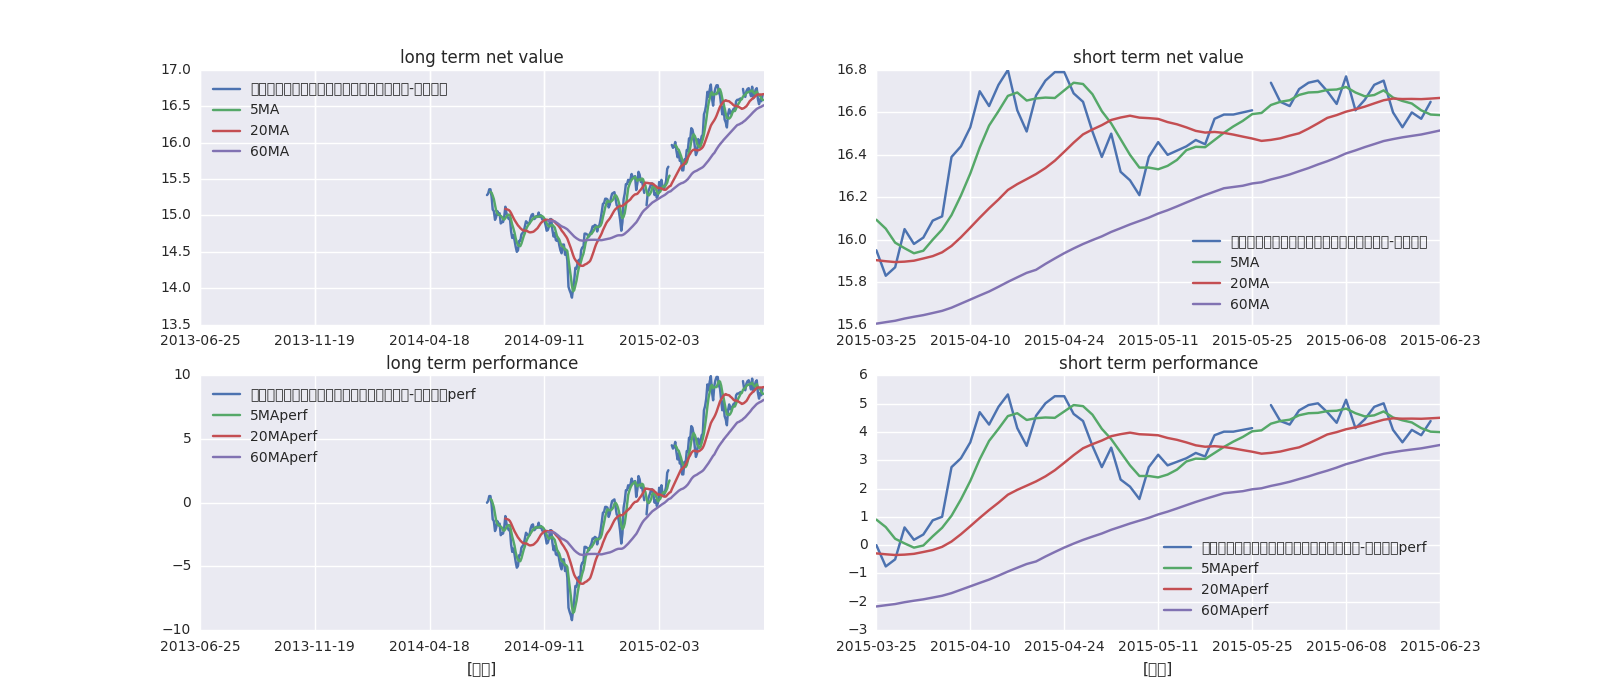 long term net value
17.0
16.5
16.0
15.5
15.0
14.5
14.0
13.5
5MA
20MA
60MA
2013-06-25 2013-11-19 2014-04-18 2014-09-11 2015-02-03
short term net value
16.8
16.6
16.4
16.2
16.0
15.8
15.6
5MA
20MA
60MA
2015-03-25 2015-04-10 2015-04-24 2015-05-11 2015-05-25 2015-06-08 2015-06-23
long term performance
10
5
0
−5
−10
perf
5MAperf
20MAperf
60MAperf
2013-06-25 2013-11-19 2014-04-18 2014-09-11 2015-02-03
short term performance
6
5
4
3
2
1
0
−1
−2
−3
perf
5MAperf
20MAperf
60MAperf
2015-03-25 2015-04-10 2015-04-24 2015-05-11 2015-05-25 2015-06-08 2015-06-23